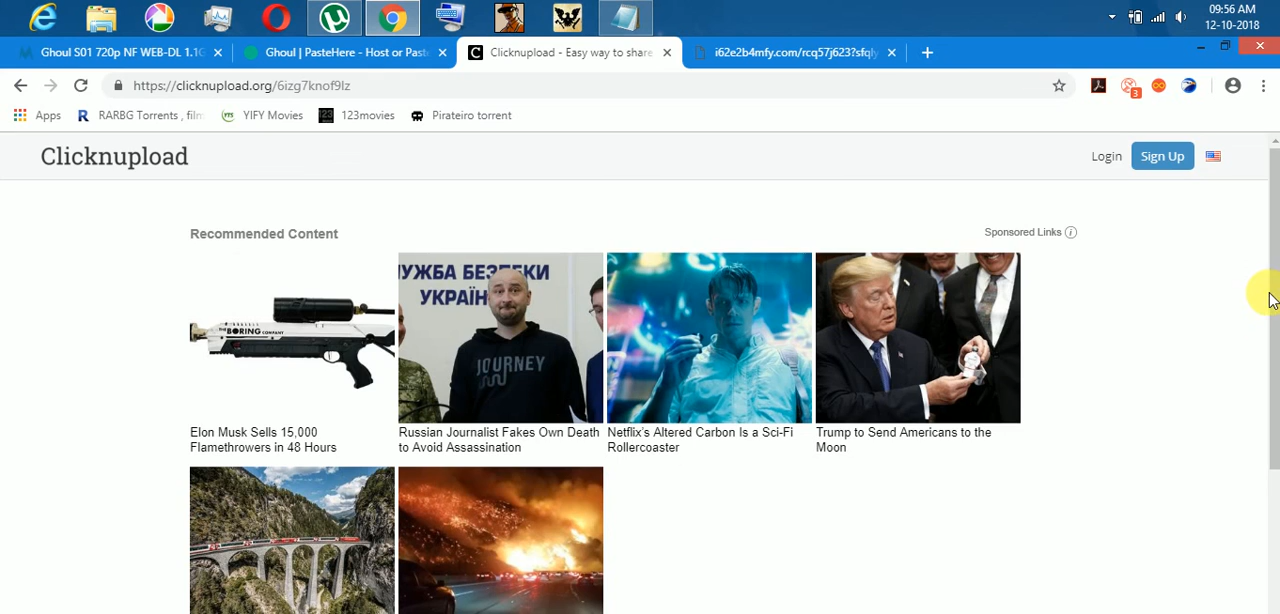 09:56 AM
12-10-2018
Ghoul S01 720p NF WEB-DL 1.1G
Ghoul | PasteHere - Host or Past
Clicknupload - Easy way to share
i62e2b4mfy.com/rcq57j623?sfqly
https://clicknupload.org/6izg7knof9lz
3
Apps
R
RARBG Torrents , film
YTS
YIFY Movies
123
123movies
Pirateiro torrent
Clicknupload
Login
Sign Up
Recommended Content
Sponsored Links
THE BORING COMPANY
ЛУЖБА БЕЗПЕКИ
УКРАЇН
JOURNEY
Elon Musk Sells 15,000
Flamethrowers in 48 Hours
Russian Journalist Fakes Own Death
to Avoid Assassination
Netflix's Altered Carbon Is a Sci-Fi
Rollercoaster
Trump to Send Americans to the
Moon